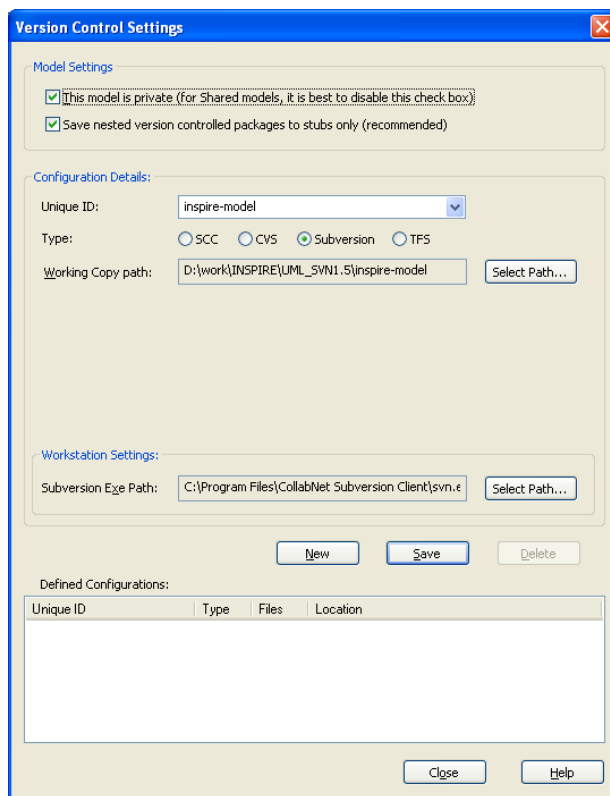 Version Control Settings
Model Settings
This model is private (for Shared models, it is best to disable this check box)
Save nested version controlled packages to stubs only (recommended)
Configuration Details:
Unique ID: inspire-model
Type: SCC CVS Subversion TFS
Working Copy path: D:\work\INSPIRE\UML_SVN1.5\inspire-model Select Path...
Workstation Settings:
Subversion Exe Path: C:\Program Files\CollabNet Subversion Client\svn.e Select Path...
New Save Delete
Defined Configurations:
Unique ID Type Files Location
Close Help